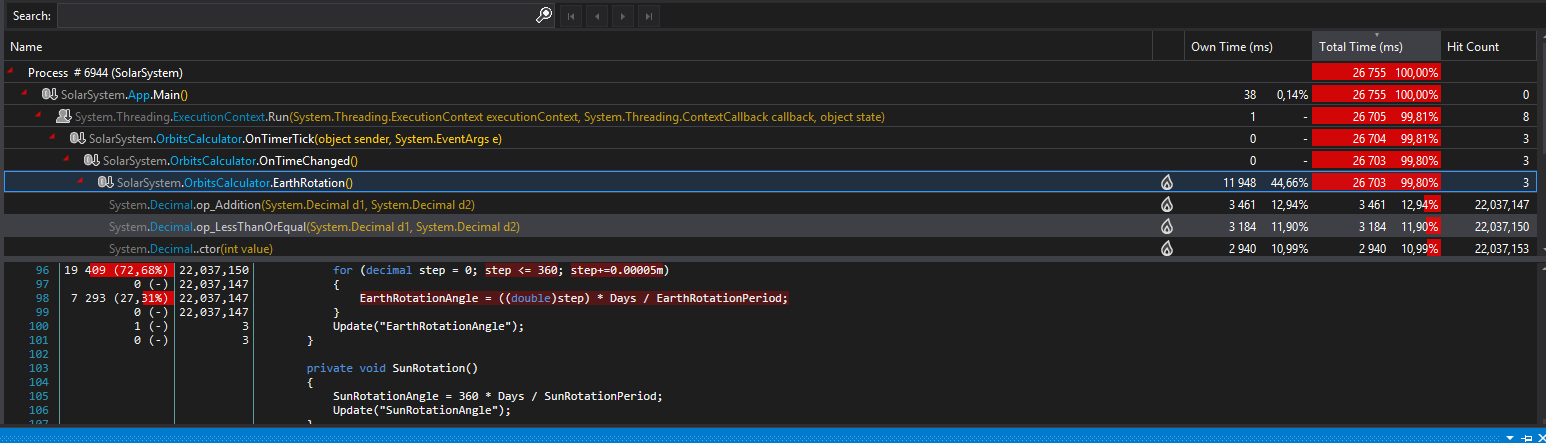 Search:
Name Own Time (ms) Total Time (ms) Hit Count
Process # 6944 (SolarSystem) 26 755 100,00%
SolarSystem.App.Main() 38 0,14% 26 755 100,00% 0
System.Threading.ExecutionContext.Run(System.Threading.ExecutionContext executionContext, System.Threading.ContextCallback callback, object state) 1 - 26 705 99,81% 8
SolarSystem.OrbitsCalculator.OnTimerTick(object sender, System.EventArgs e) 0 - 26 704 99,81% 3
SolarSystem.OrbitsCalculator.OnTimeChanged() 0 - 26 703 99,80% 3
SolarSystem.OrbitsCalculator.EarthRotation() 11 948 44,66% 26 703 99,80% 3
System.Decimal.op_Addition(System.Decimal d1, System.Decimal d2) 3 461 12,94% 3 461 12,94% 22,037,147
System.Decimal.op_LessThanOrEqual(System.Decimal d1, System.Decimal d2) 3 184 11,90% 3 184 11,90% 22,037,150
System.Decimal..ctor(int value) 2 940 10,99% 2 940 10,99% 22,037,153
96 19 409 (72,68%) 22,037,150 for (decimal step = 0; step <= 360; step+=0.00005m)
97 0 (-) 22,037,147 {
98 7 293 (27,31%) 22,037,147 EarthRotationAngle = ((double)step) * Days / EarthRotationPeriod;
99 0 (-) 22,037,147 }
100 1 (-) 3 Update("EarthRotationAngle");
101 0 (-) 3 }
102
103 private void SunRotation()
104 {
105 SunRotationAngle = 360 * Days / SunRotationPeriod;
106 Update("SunRotationAngle");
107 }